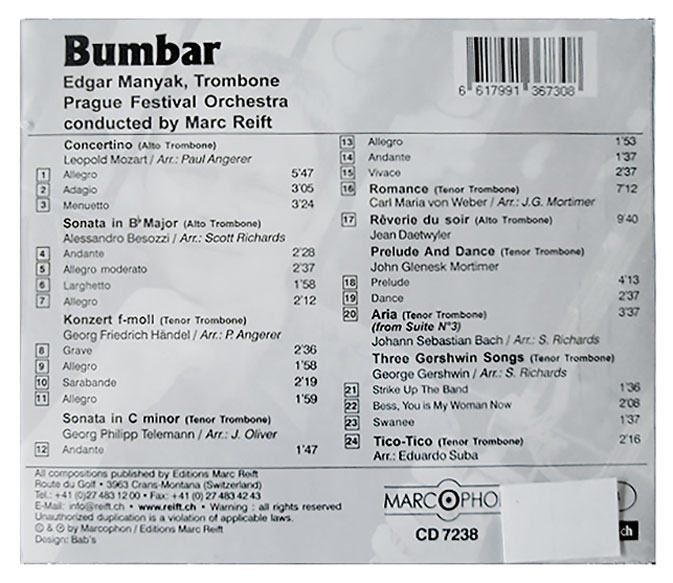 Bumbar
Edgar Manyak, Trombone
Prague Festival Orchestra
conducted by Marc Reift
6 617991 367308
Concertino (Alto Trombone)
Leopold Mozart / Arr.: Paul Angerer
1 Allegro 5'47
2 Adagio 3'05
3 Menuetto 3'24
Sonata in B♭ Major (Alto Trombone)
Alessandro Besozzi / Arr.: Scott Richards
4 Andante 2'28
5 Allegro moderato 2'37
6 Larghetto 1'58
7 Allegro 2'12
Konzert f-moll (Tenor Trombone)
Georg Friedrich Händel / Arr.: P. Angerer
8 Grave 2'36
9 Allegro 1'58
10 Sarabande 2'19
11 Allegro 1'59
Sonata in C minor (Tenor Trombone)
Georg Philipp Telemann / Arr.: J. Oliver
12 Andante 1'47
13 Allegro 1'53
14 Andante 1'37
15 Vivace 2'37
16 Romance (Tenor Trombone) 7'12
Carl Maria von Weber / Arr.: J.G. Mortimer
17 Rêverie du soir (Alto Trombone) 9'40
Jean Daetwyler
Prelude And Dance (Tenor Trombone)
John Glenesk Mortimer
18 Prelude 4'13
19 Dance 2'37
20 Aria (Tenor Trombone) 3'37
(from Suite N°3)
Johann Sebastian Bach / Arr.: S. Richards
Three Gershwin Songs (Tenor Trombone)
George Gershwin / Arr.: S. Richards
21 Strike Up The Band 1'36
22 Bess, You is My Woman Now 2'08
23 Swanee 1'37
24 Tico-Tico (Tenor Trombone) 2'16
Arr.: Eduardo Suba
All compositions published by Editions Marc Reift
Route du Golf • 3963 Crans-Montana (Switzerland)
Tel.: +41 (0)27 483 12 00 • Fax: +41 (0) 27 483 42 43
E-Mail: info@reift.ch • www.reift.ch • Warning : all rights reserved
Unauthorized duplication is a violation of applicable laws.
Ⓒ & Ⓟ by Marcophon / Editions Marc Reift
Design: Bab's
MARCOPHO
CD 7238
ch